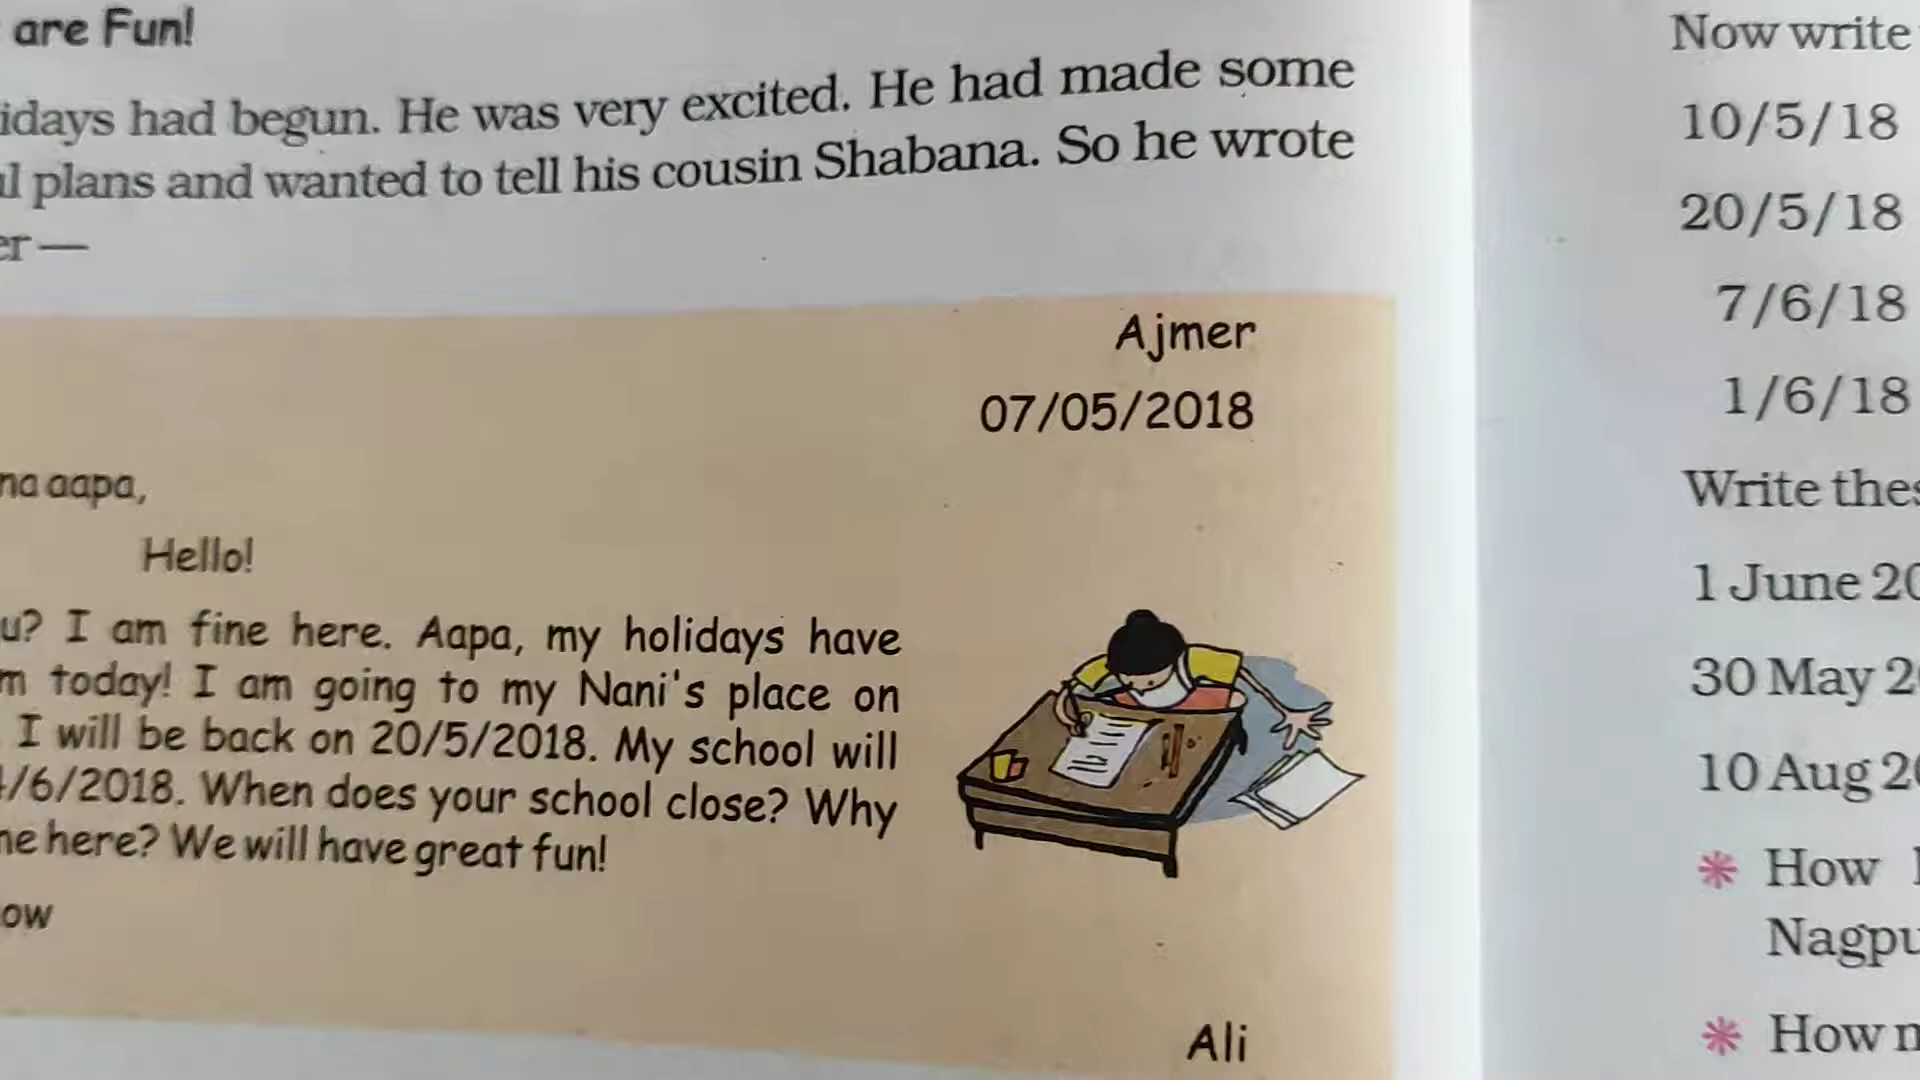 are Fun!
idays had begun. He was very excited. He had made some
plans and wanted to tell his cousin Shabana. So he wrote
er—
Ajmer
07/05/2018
na aapa,
Hello!
u? I am fine here. Aapa, my holidays have
m today! I am going to my Nani's place on
I will be back on 20/5/2018. My school will
/6/2018. When does your school close? Why
ne here? We will have great fun!
ow
Ali
Now write
10/5/18
20/5/18
7/6/18
1/6/18
Write thes
1 June 20
30 May 20
10 Aug 20
How
Nagpu
How